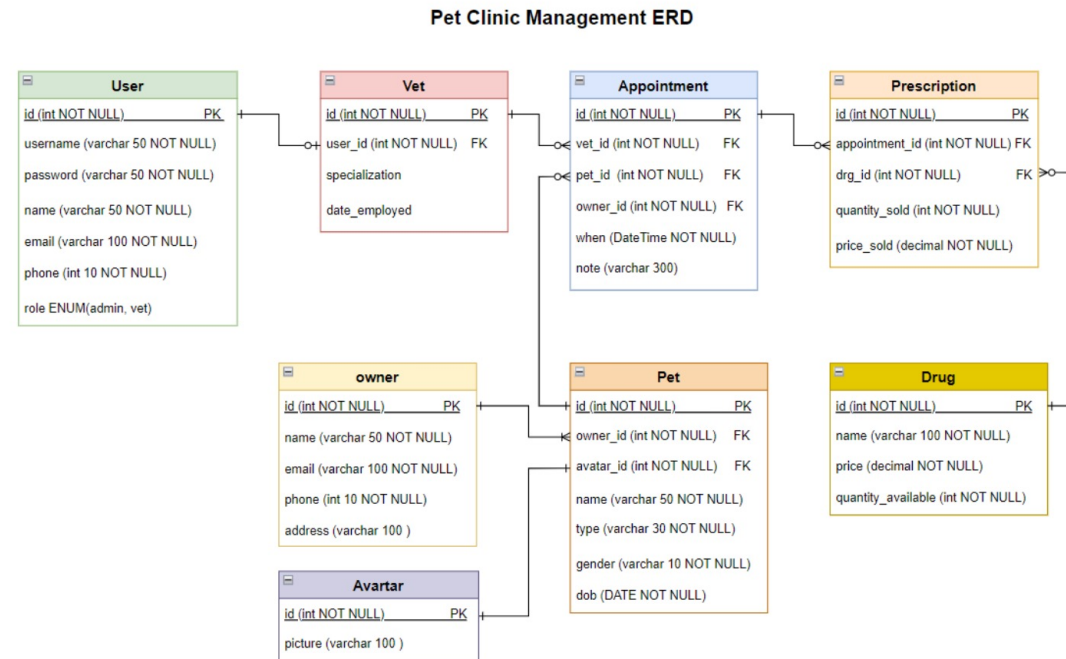 Pet Clinic Management ERD
User
id (int NOT NULL) PK
username (varchar 50 NOT NULL)
password (varchar 50 NOT NULL)
name (varchar 50 NOT NULL)
email (varchar 100 NOT NULL)
phone (int 10 NOT NULL)
role ENUM(admin, vet)
Vet
id (int NOT NULL) PK
user_id (int NOT NULL) FK
specialization
date_employed
Appointment
id (int NOT NULL) PK
vet_id (int NOT NULL) FK
pet_id (int NOT NULL) FK
owner_id (int NOT NULL) FK
when (DateTime NOT NULL)
note (varchar 300)
Prescription
id (int NOT NULL) PK
appointment_id (int NOT NULL) FK
drg_id (int NOT NULL) FK
quantity_sold (int NOT NULL)
price_sold (decimal NOT NULL)
owner
id (int NOT NULL) PK
name (varchar 50 NOT NULL)
email (varchar 100 NOT NULL)
phone (int 10 NOT NULL)
address (varchar 100 )
Pet
id (int NOT NULL) PK
owner_id (int NOT NULL) FK
avatar_id (int NOT NULL) FK
name (varchar 50 NOT NULL)
type (varchar 30 NOT NULL)
gender (varchar 10 NOT NULL)
dob (DATE NOT NULL)
Drug
id (int NOT NULL) PK
name (varchar 100 NOT NULL)
price (decimal NOT NULL)
quantity_available (int NOT NULL)
Avartar
id (int NOT NULL) PK
picture (varchar 100 )